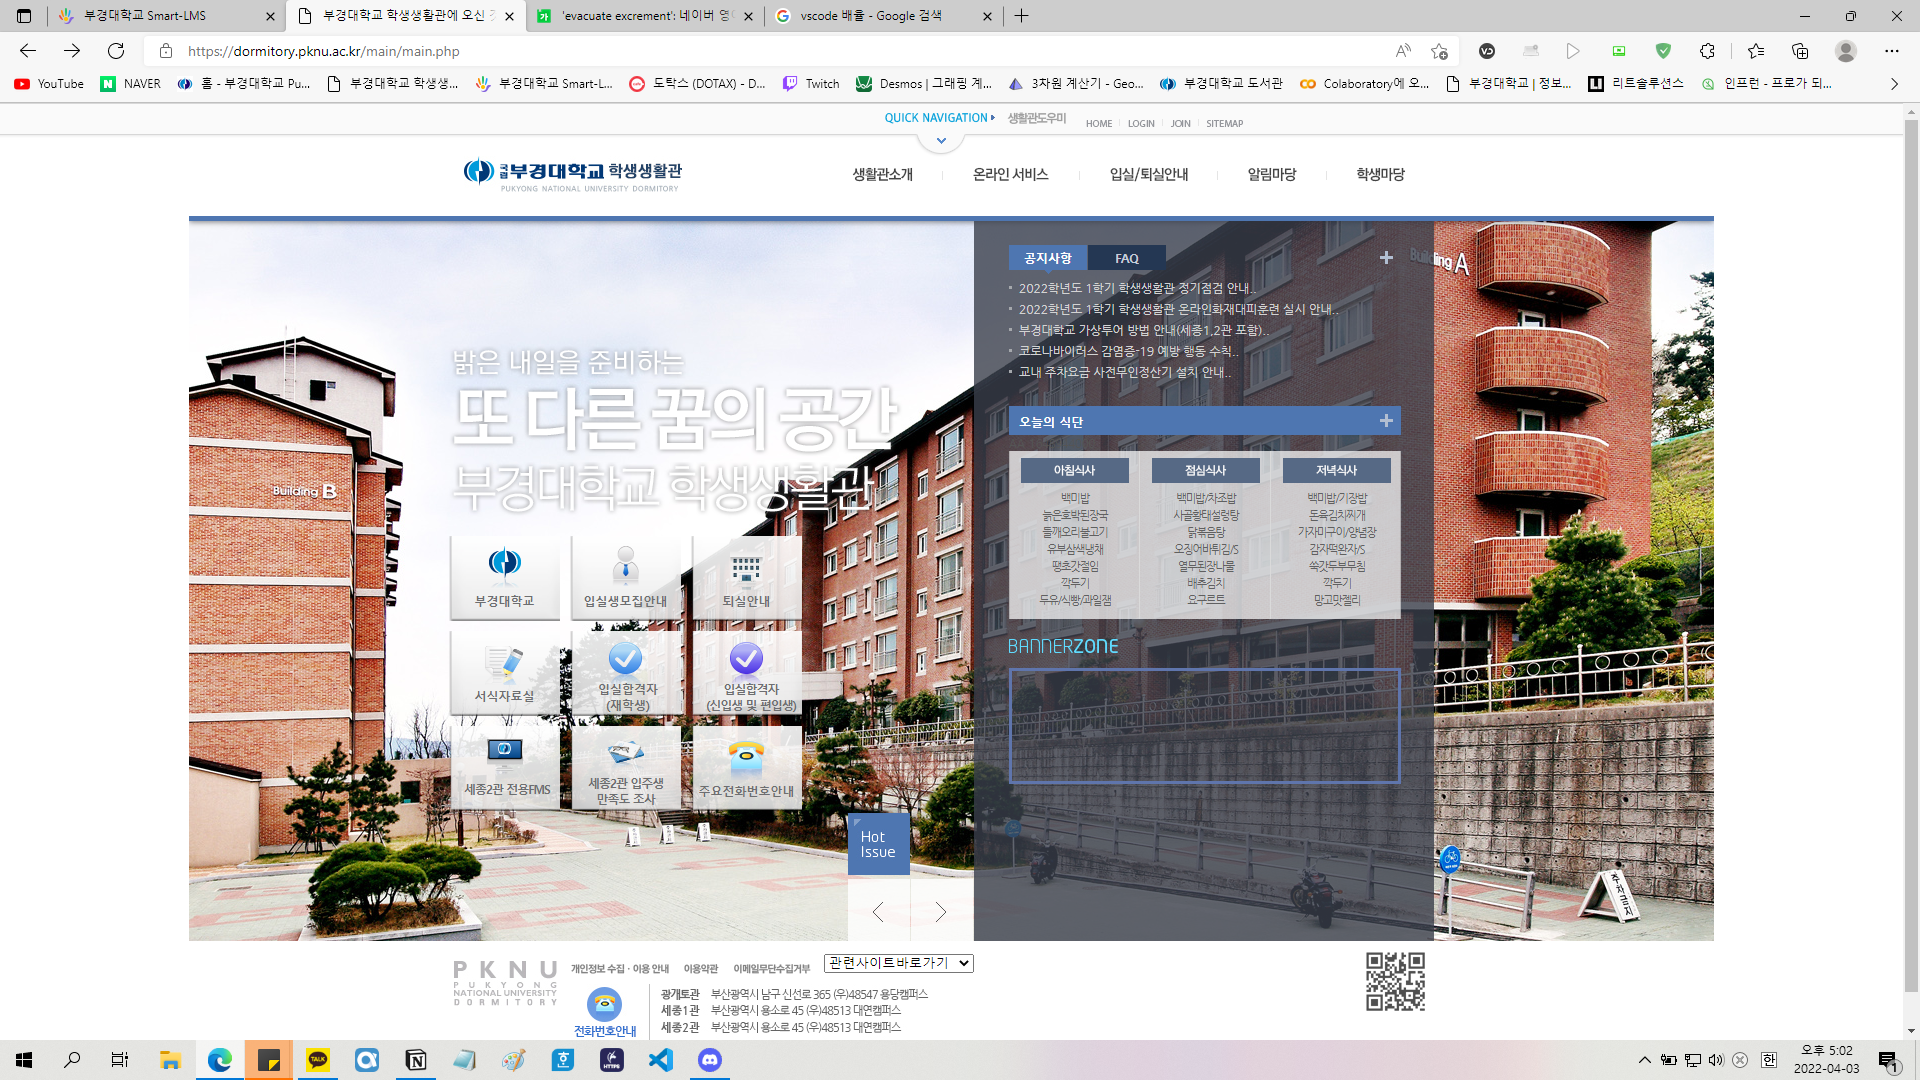 부경대학교 Smart-LMS
부경대학교 학생생활관에 오신 것
'evacuate excrement': 네이버 영어
vscode 배율 - Google 검색
https://dormitory.pknu.ac.kr/main/main.php
YouTube
NAVER
홈 - 부경대학교 Pu...
부경대학교 학생생...
부경대학교 Smart-L...
도탁스 (DOTAX) - D...
Twitch
Desmos | 그래핑 계...
3차원 계산기 - Geo...
부경대학교 도서관
Colaboratory에 오...
부경대학교 | 정보...
리트솔루션스
인프런 - 프로가 되...
QUICK NAVIGATION
생활관도우미
HOME
LOGIN
JOIN
SITEMAP
국립부경대학교 학생생활관
PUKYONG NATIONAL UNIVERSITY DORMITORY
생활관소개
온라인 서비스
입실/퇴실안내
알림마당
학생마당
밝은 내일을 준비하는
또 다른 꿈의 공간
부경대학교 학생생활관
Building B
Building A
부경대학교
입실생모집안내
퇴실안내
서식자료실
입실합격자
(재학생)
입실합격자
(신입생 및 편입생)
세종2관 전용FMS
세종2관 입주생
만족도 조사
주요전화번호안내
Hot
Issue
공지사항
FAQ
2022학년도 1학기 학생생활관 정기점검 안내..
2022학년도 1학기 학생생활관 온라인화재대피훈련 실시 안내..
부경대학교 가상투어 방법 안내(세종1,2관 포함)..
코로나바이러스 감염증-19 예방 행동 수칙..
교내 주차요금 사전무인정산기 설치 안내..
오늘의 식단
아침식사
백미밥
늙은호박된장국
들깨오리불고기
유부삼색냉채
땡초갓절임
깍두기
두유/식빵/과일잼
점심식사
백미밥/차조밥
사골황태설렁탕
닭볶음탕
오징어바튀김/S
열무된장나물
배추김치
요구르트
저녁식사
백미밥/기장밥
돈육김치찌개
가자미구이/양념장
감자떡완자/S
쑥갓두부무침
깍두기
망고맛젤리
BANNERZONE
주차금지
PKNU
PUKYONG
NATIONAL UNIVERSITY
DORMITORY
개인정보 수집 · 이용 안내
이용약관
이메일무단수집거부
관련사이트바로가기
전화번호안내
광개토관 부산광역시 남구 신선로 365 (우)48547 용당캠퍼스
세종1관 부산광역시 용소로 45 (우)48513 대연캠퍼스
세종2관 부산광역시 용소로 45 (우)48513 대연캠퍼스
TALK
HTTPS
한
오후 5:02
2022-04-03
1